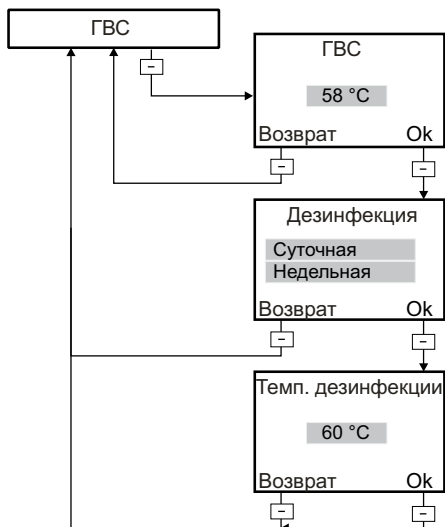 ГВС
ГВС
-
58 °C
Возврат Ok
- -
Дезинфекция
Суточная
Недельная
Возврат Ok
- -
Темп. дезинфекции
60 °C
Возврат Ok
- -